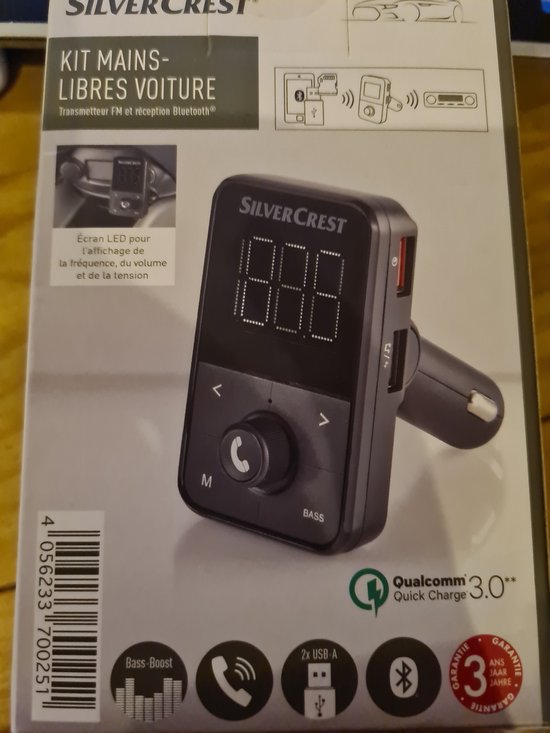 SILVERCREST®
KIT MAINS-
LIBRES VOITURE
Transmetteur FM et réception Bluetooth®
Écran LED pour
l'affichage de
la fréquence, du volume
et de la tension
SILVERCREST
M
BASS
Qualcomm
Quick Charge 3.0**
4 056233 700251
Bass-Boost
2x USB-A
GARANTIE • GARANTIE • GARANTIE
3 ANS
JAAR
JAHRE